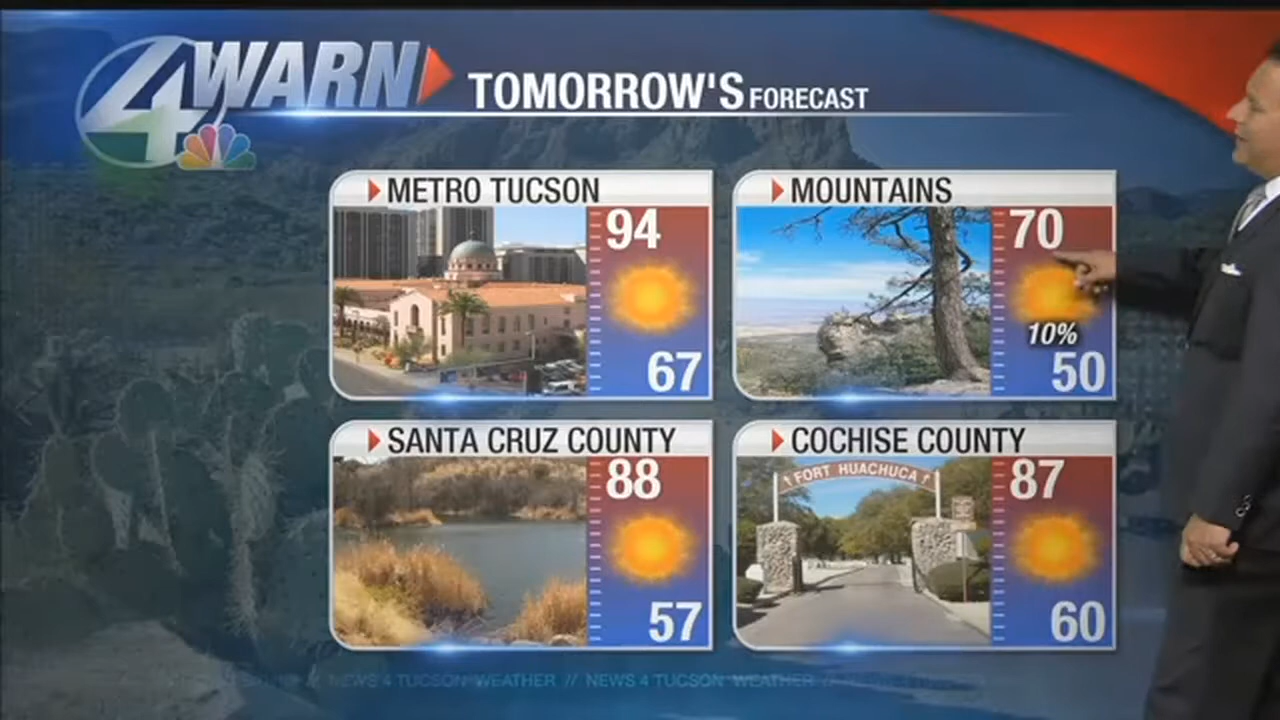 4WARN
TOMORROW'S FORECAST
METRO TUCSON
94
67
MOUNTAINS
70
10%
50
SANTA CRUZ COUNTY
88
57
COCHISE COUNTY
FORT HUACHUCA
87
60
// NEWS 4 TUCSON WEATHER // NEWS 4 TUCSON WEATHER //